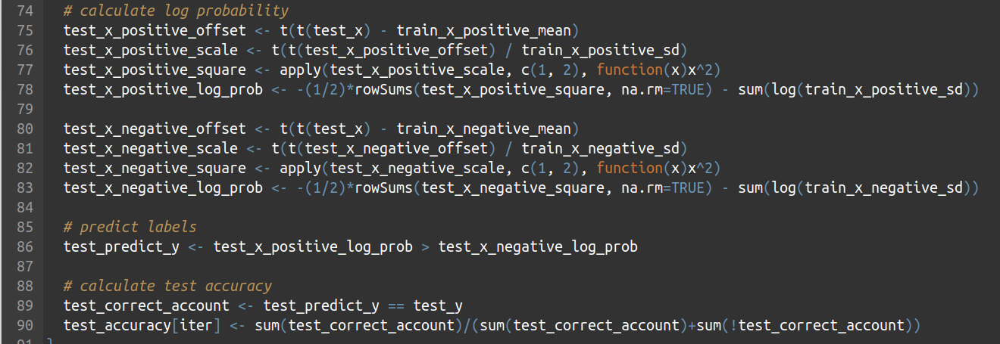 74 # calculate log probability
75 test_x_positive_offset <- t(t(test_x) - train_x_positive_mean)
76 test_x_positive_scale <- t(t(test_x_positive_offset) / train_x_positive_sd)
77 test_x_positive_square <- apply(test_x_positive_scale, c(1, 2), function(x)x^2)
78 test_x_positive_log_prob <- -(1/2)*rowSums(test_x_positive_square, na.rm=TRUE) - sum(log(train_x_positive_sd))
79
80 test_x_negative_offset <- t(t(test_x) - train_x_negative_mean)
81 test_x_negative_scale <- t(t(test_x_negative_offset) / train_x_negative_sd)
82 test_x_negative_square <- apply(test_x_negative_scale, c(1, 2), function(x)x^2)
83 test_x_negative_log_prob <- -(1/2)*rowSums(test_x_negative_square, na.rm=TRUE) - sum(log(train_x_negative_sd))
84
85 # predict labels
86 test_predict_y <- test_x_positive_log_prob > test_x_negative_log_prob
87
88 # calculate test accuracy
89 test_correct_account <- test_predict_y == test_y
90 test_accuracy[iter] <- sum(test_correct_account)/(sum(test_correct_account)+sum(!test_correct_account))
91 }